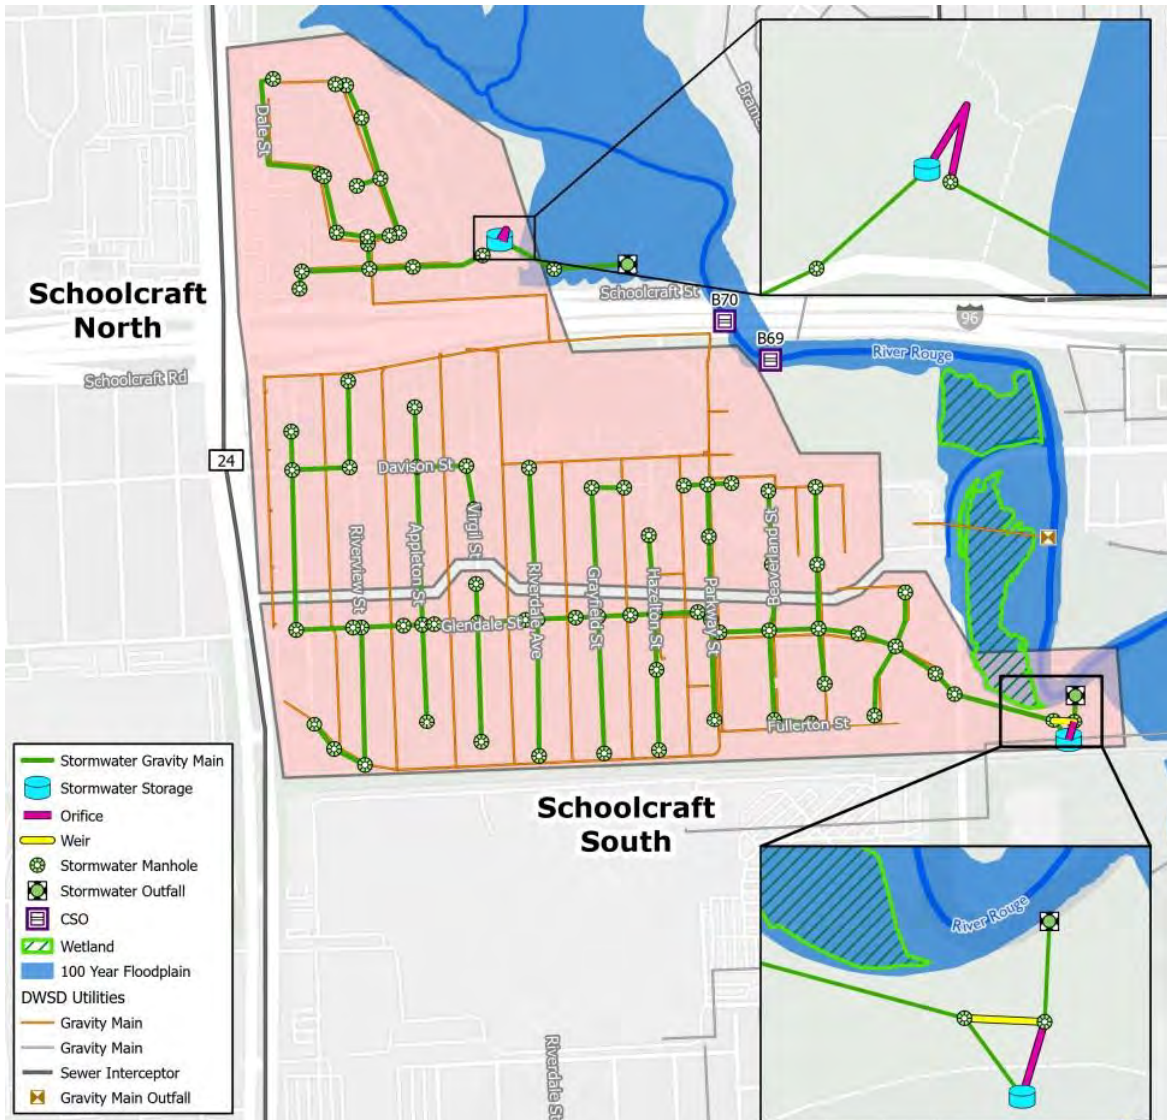 Dale St
Brame
Schoolcraft
North
Schoolcraft St
B70
96
B69
River Rouge
Schoolcraft Rd
24
Davison St
Virgil St
Riverview St
Appleton St
Riverdale Ave
Grayfield St
Hazelton St
Parkway St
Beaverland St
Glendale St
Fullerton St
Schoolcraft
South
Stormwater Gravity Main
Stormwater Storage
Orifice
Weir
Stormwater Manhole
Stormwater Outfall
CSO
Wetland
100 Year Floodplain
DWSD Utilities
Gravity Main
Gravity Main
Sewer Interceptor
Gravity Main Outfall
River Rouge
Riverdale St